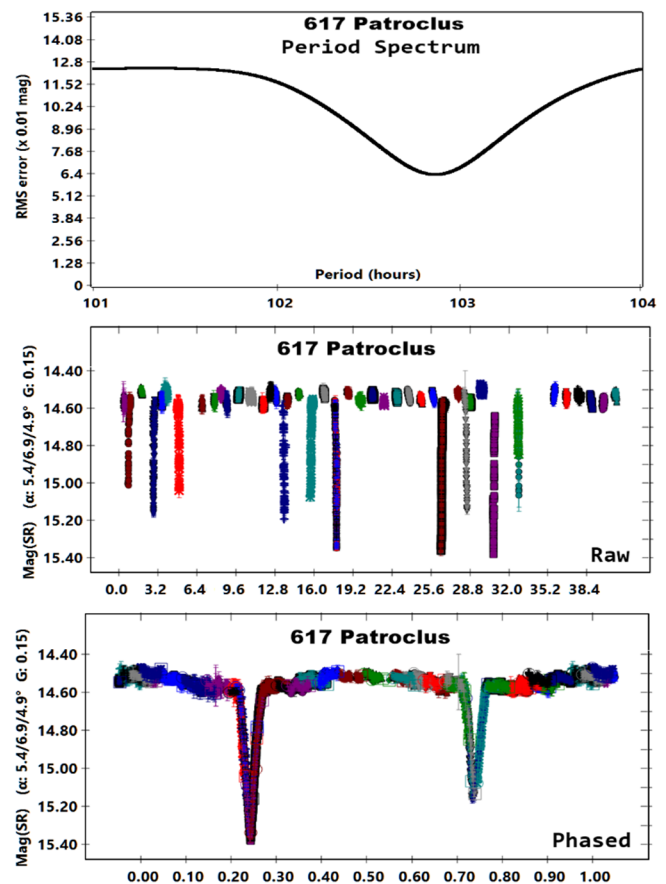 617 Patroclus
Period Spectrum
RMS error (x 0.01 mag)
15.36
14.08
12.8
11.52
10.24
8.96
7.68
6.4
5.12
3.84
2.56
1.28
0
Period (hours)
101 102 103 104
617 Patroclus
Mag(SR) (α: 5.4/6.9/4.9° G: 0.15)
14.40
14.60
14.80
15.00
15.20
15.40
Raw
0.0 3.2 6.4 9.6 12.8 16.0 19.2 22.4 25.6 28.8 32.0 35.2 38.4
617 Patroclus
Mag(SR) (α: 5.4/6.9/4.9° G: 0.15)
14.40
14.60
14.80
15.00
15.20
15.40
Phased
0.00 0.10 0.20 0.30 0.40 0.50 0.60 0.70 0.80 0.90 1.00